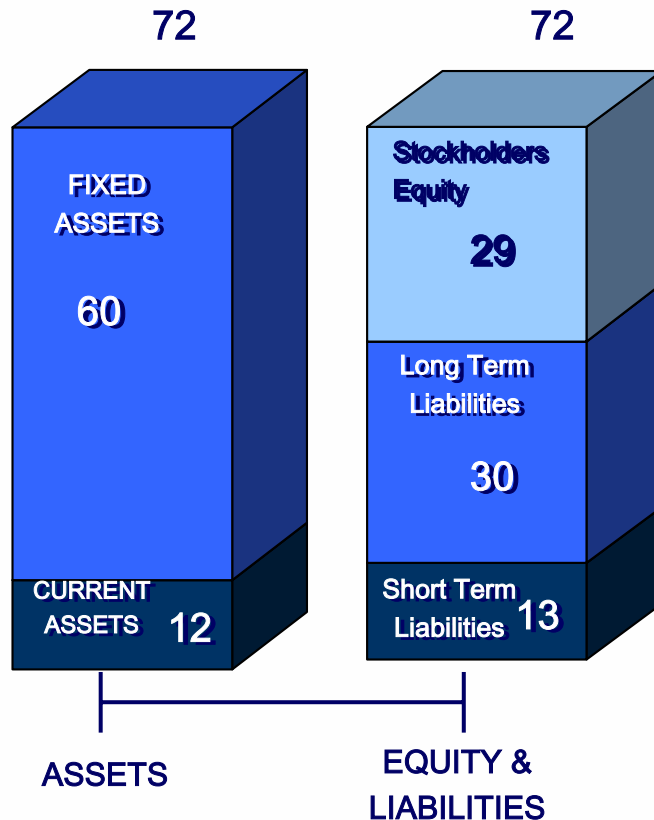 72
72
FIXED
ASSETS
60
CURRENT
ASSETS 12
Stockholders
Equity
29
Long Term
Liabilities
30
Short Term
Liabilities 13
ASSETS
EQUITY &
LIABILITIES